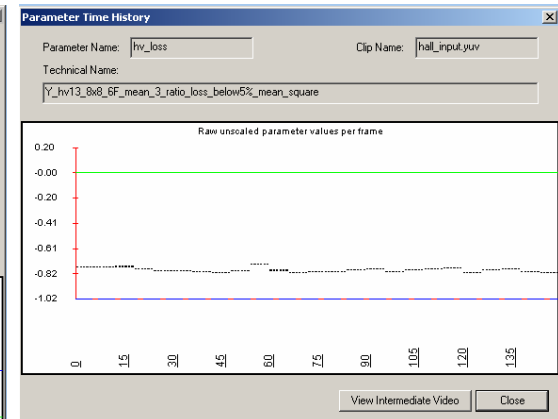 Parameter Time History
Parameter Name: hv_loss Clip Name: hall_input.yuv
Technical Name:
Y_hv13_8x8_6F_mean_3_ratio_loss_below5%_mean_square
Raw unscaled parameter values per frame
0.20
-0.00
-0.20
-0.41
-0.61
-0.82
-1.02
0 15 30 45 60 75 90 105 120 135
View Intermediate Video Close